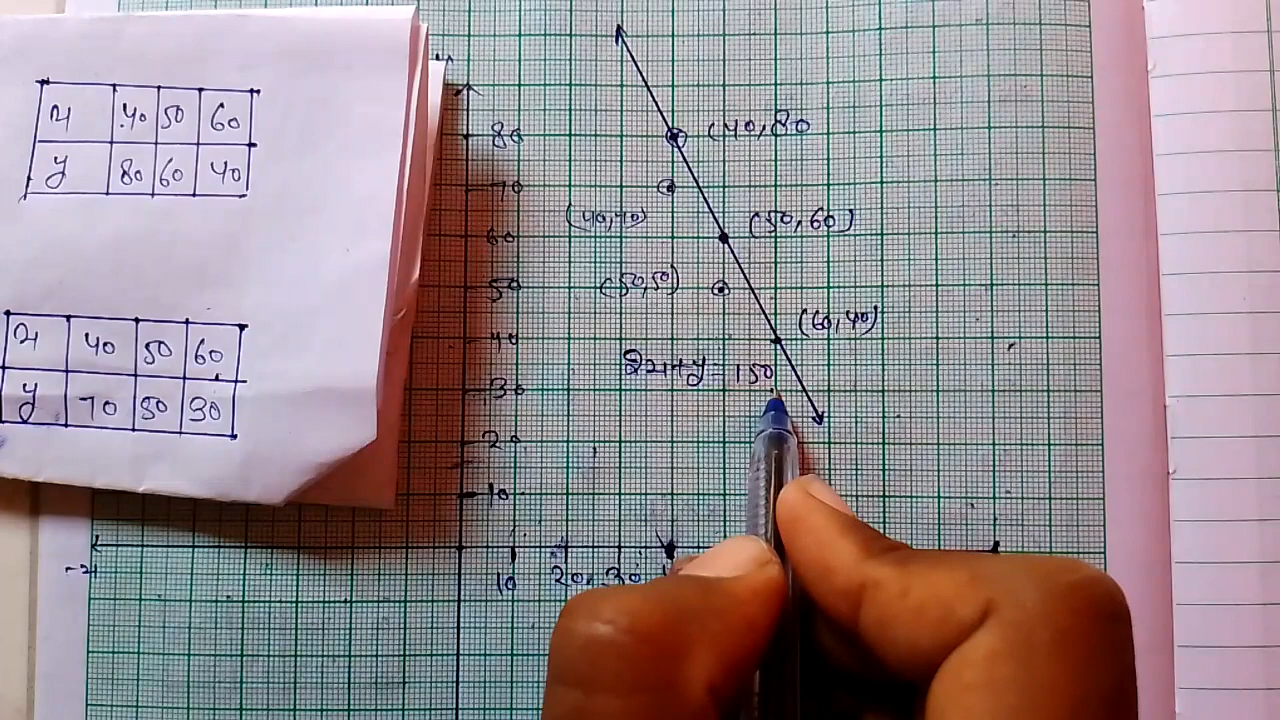 x 40 50 60
y 80 60 40
x 40 50 60
y 70 50 30
y
80
70
60
50
40
30
20
10
(40,80
(40,70)
(50,60)
(50,50)
(60,40)
2x+y=150
-x
10 20 30